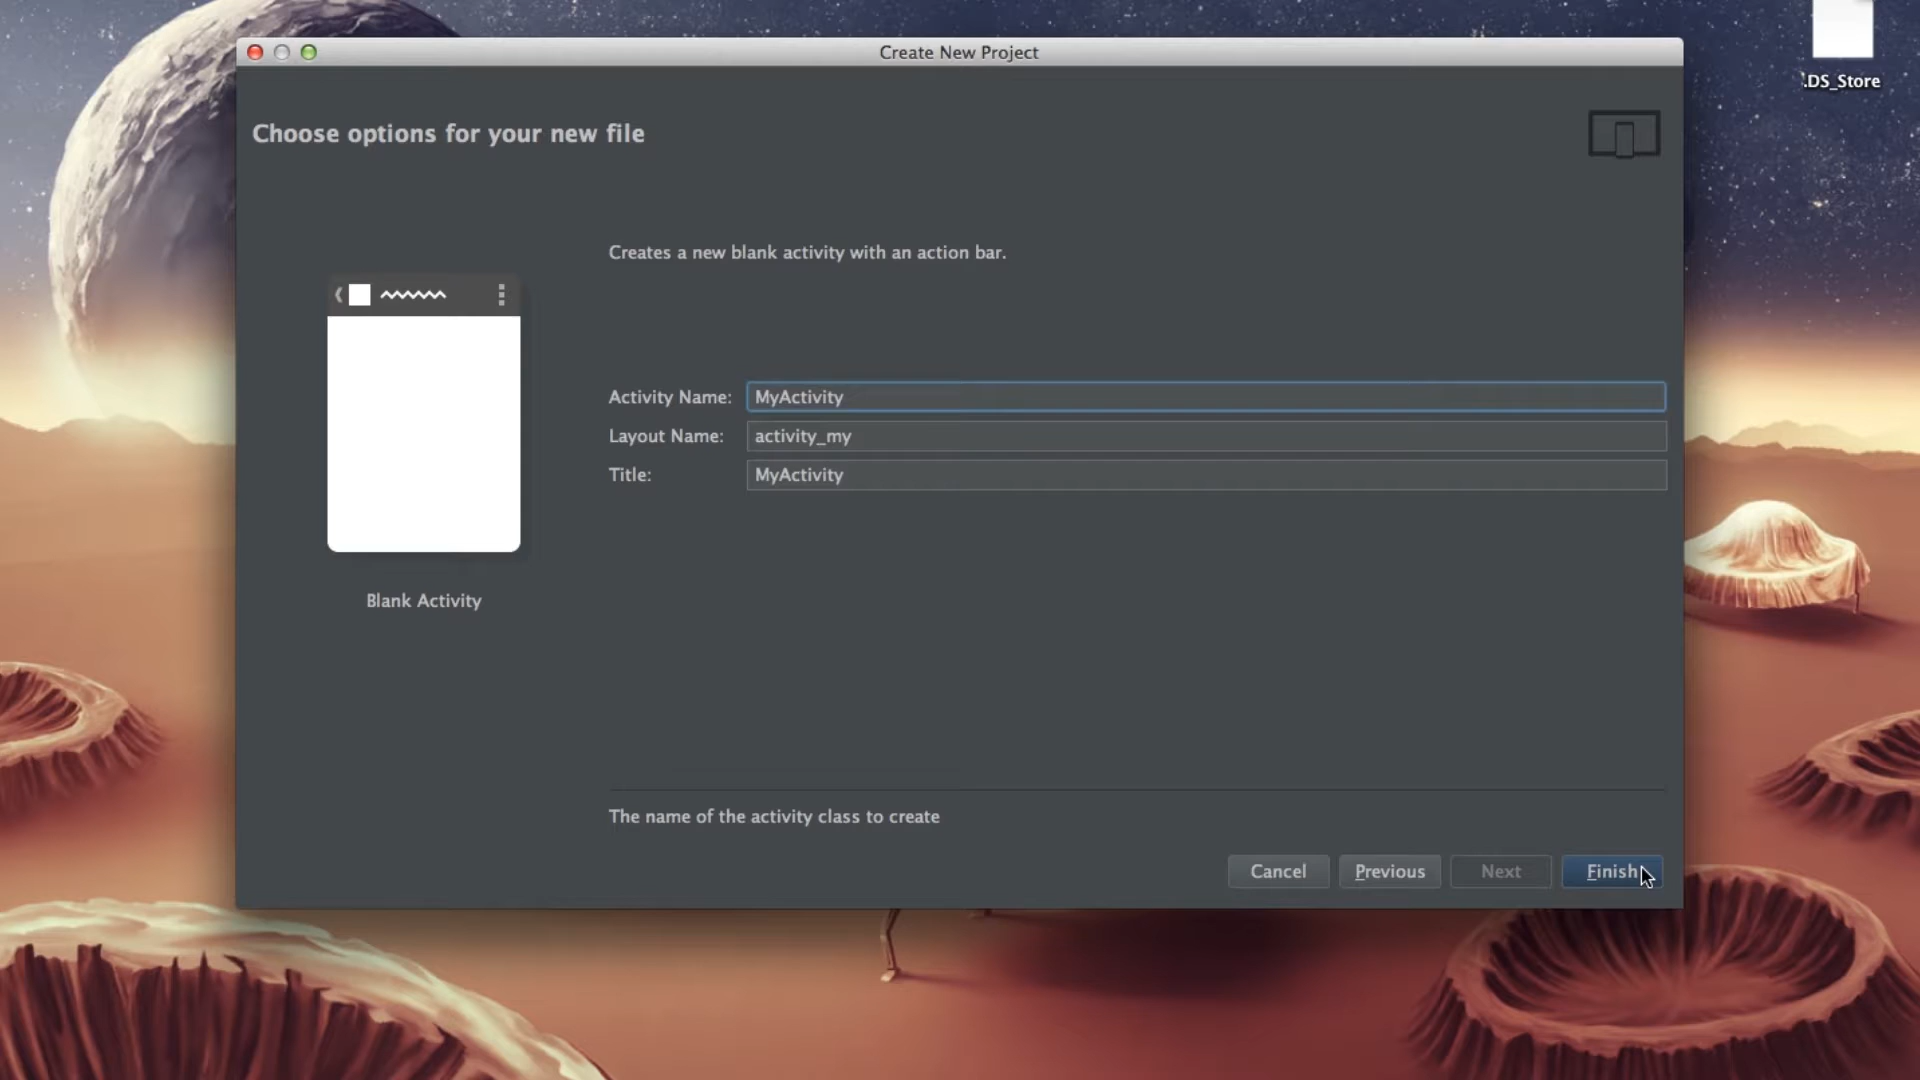 Create New Project
.DS_Store
Choose options for your new file
Creates a new blank activity with an action bar.
Activity Name: MyActivity
Layout Name: activity_my
Title: MyActivity
Blank Activity
The name of the activity class to create
Cancel Previous Next Finish